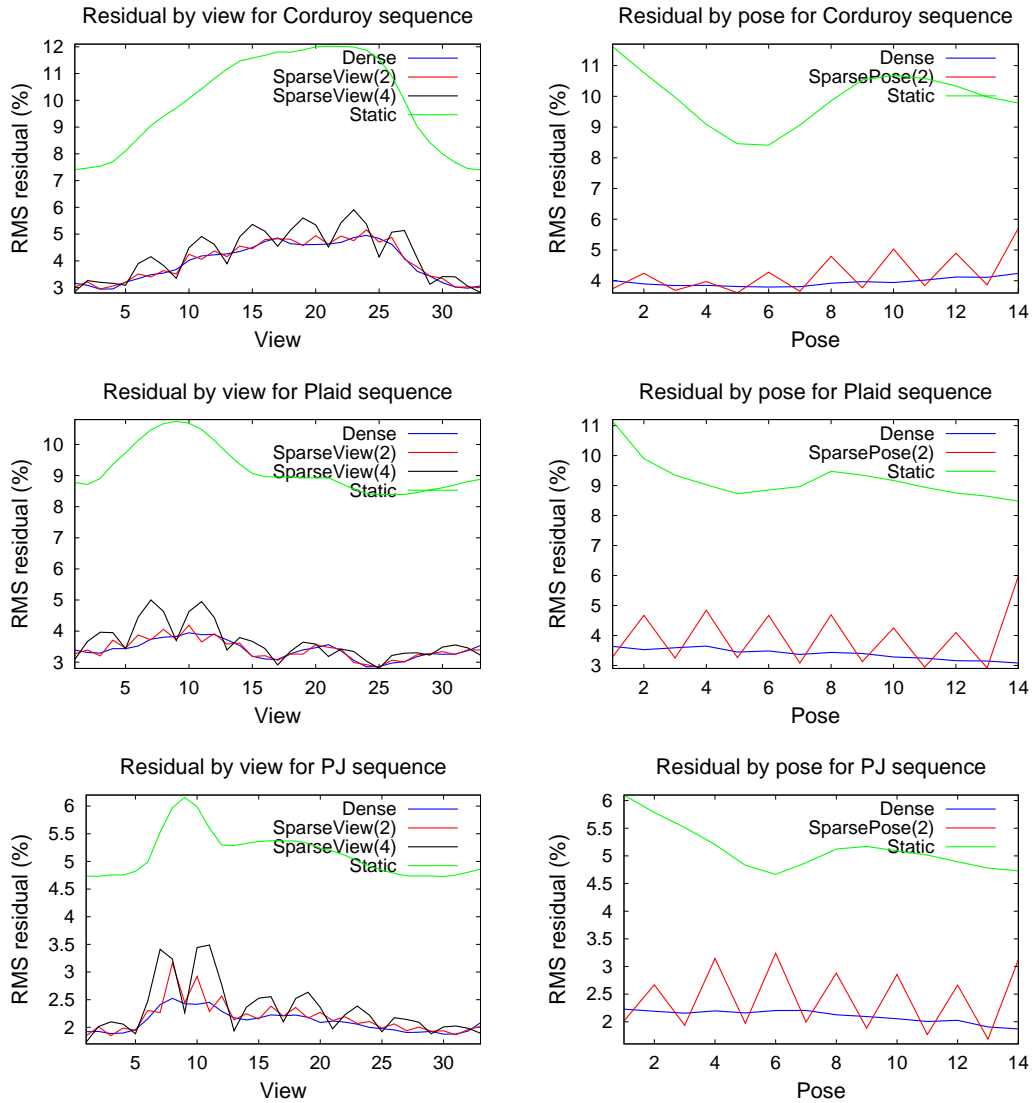 Residual by view for Corduroy sequence
RMS residual (%)
12
11
10
9
8
7
6
5
4
3
Dense
SparseView(2)
SparseView(4)
Static
5 10 15 20 25 30
View
Residual by pose for Corduroy sequence
RMS residual (%)
11
10
9
8
7
6
5
4
Dense
SparsePose(2)
Static
2 4 6 8 10 12 14
Pose
Residual by view for Plaid sequence
RMS residual (%)
10
9
8
7
6
5
4
3
Dense
SparseView(2)
SparseView(4)
Static
5 10 15 20 25 30
View
Residual by pose for Plaid sequence
RMS residual (%)
11
10
9
8
7
6
5
4
3
Dense
SparsePose(2)
Static
2 4 6 8 10 12 14
Pose
Residual by view for PJ sequence
RMS residual (%)
6
5.5
5
4.5
4
3.5
3
2.5
2
Dense
SparseView(2)
SparseView(4)
Static
5 10 15 20 25 30
View
Residual by pose for PJ sequence
RMS residual (%)
6
5.5
5
4.5
4
3.5
3
2.5
2
Dense
SparsePose(2)
Static
2 4 6 8 10 12 14
Pose